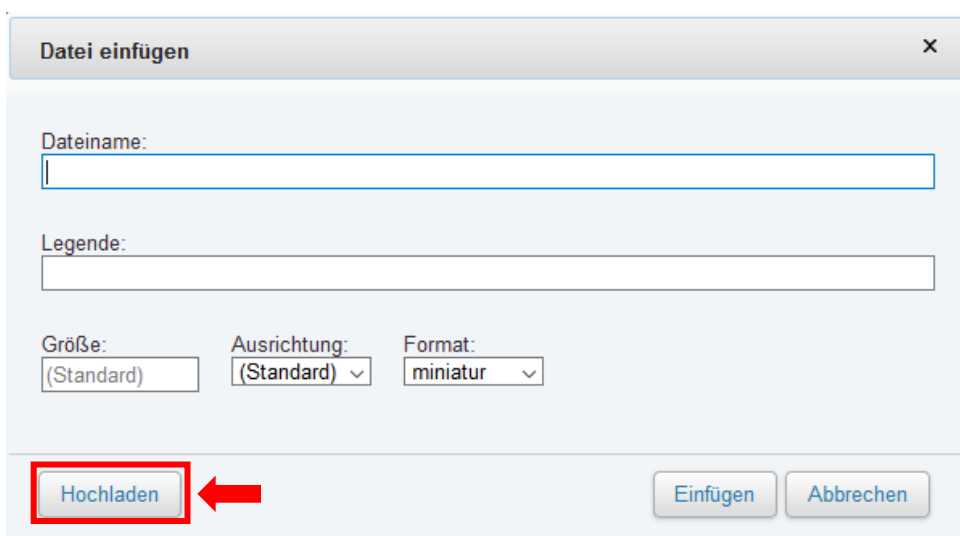 Datei einfügen
Dateiname:
Legende:
Größe: Ausrichtung: Format:
(Standard) (Standard) miniatur
Hochladen Einfügen Abbrechen